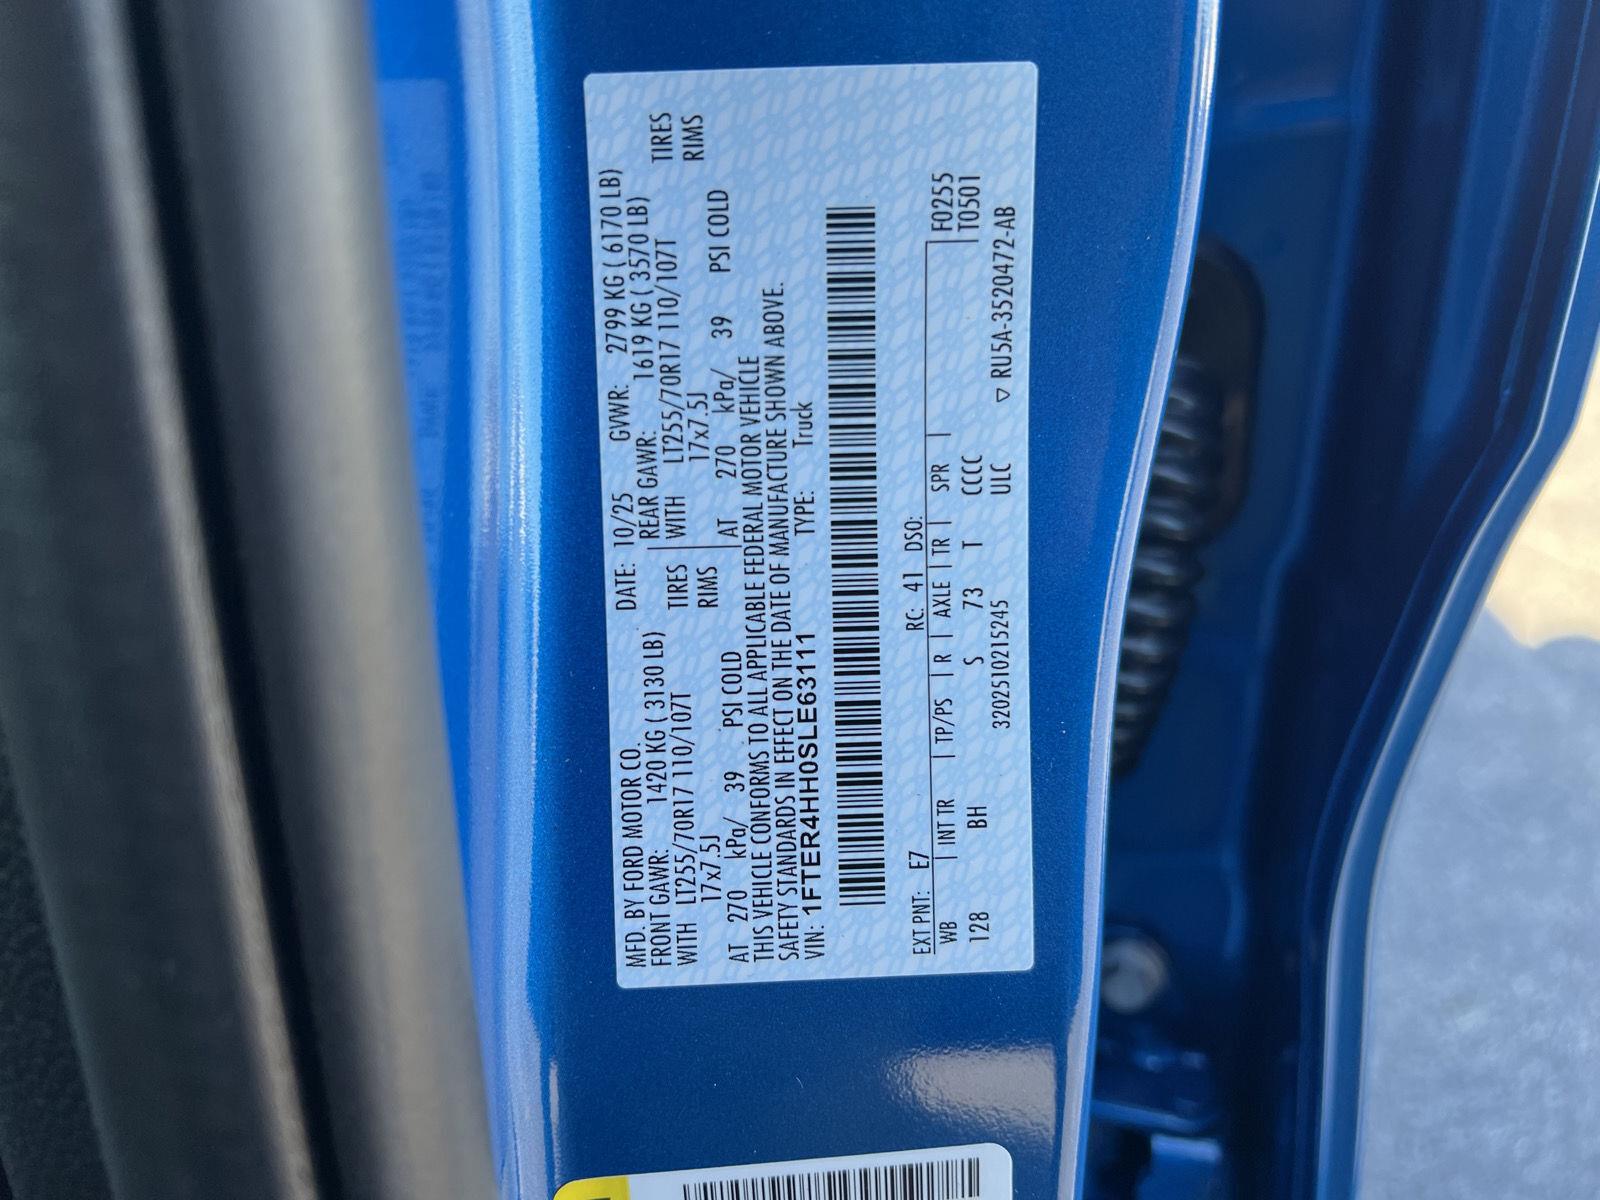 MFD. BY FORD MOTOR CO.
DATE: 10/25 GVWR: 2799 KG ( 6170 LB)
FRONT GAWR: 1420 KG ( 3130 LB)
REAR GAWR: 1619 KG ( 3570 LB)
WITH LT255/70R17 110/107T TIRES
WITH LT255/70R17 110/107T TIRES
17x7.5J RIMS
17x7.5J RIMS
AT 270 kPa/ 39 PSI COLD
AT 270 kPa/ 39 PSI COLD
THIS VEHICLE CONFORMS TO ALL APPLICABLE FEDERAL MOTOR VEHICLE
SAFETY STANDARDS IN EFFECT ON THE DATE OF MANUFACTURE SHOWN ABOVE.
VIN: 1FTER4HH0SLE63111 TYPE: Truck
EXT PNT: E7 RC: 41 DSO: F0255
WB INT TR TP/PS R AXLE TR SPR T0501
128 BH S 73 T CCCC
3202510215245 ULC ▽ RU5A-3520472-AB